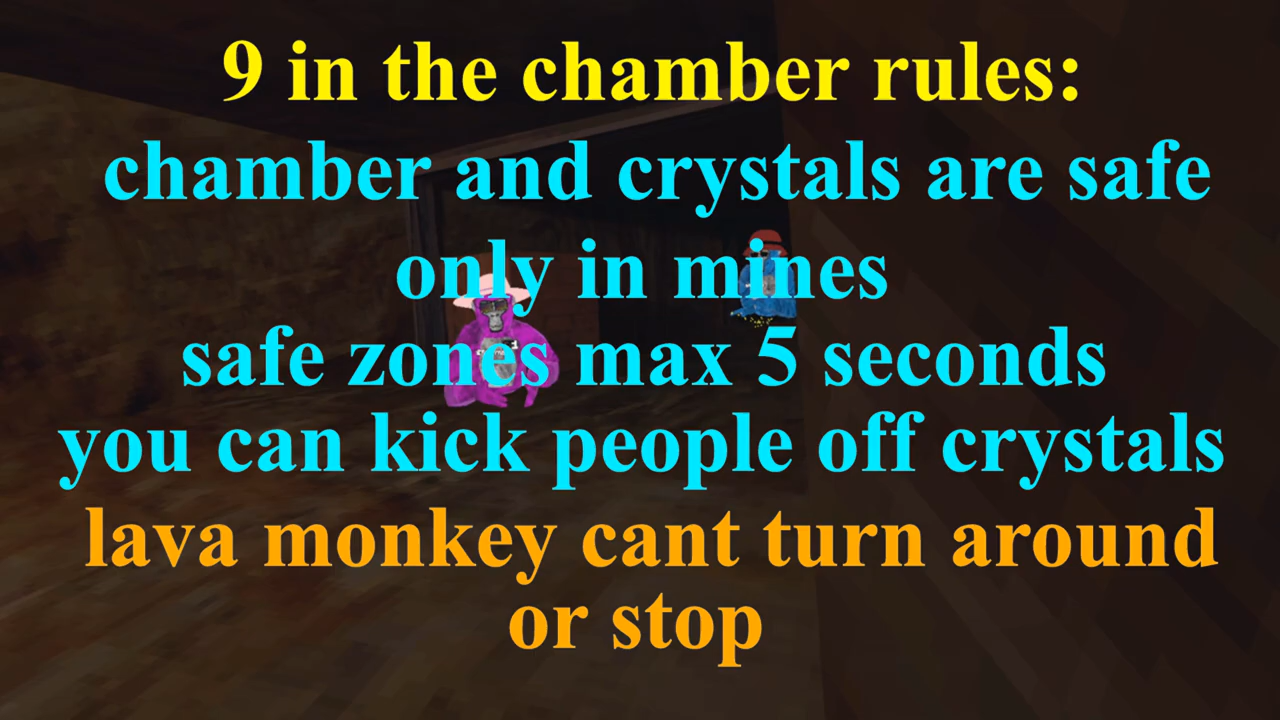 9 in the chamber rules:
chamber and crystals are safe
only in mines
safe zones max 5 seconds
you can kick people off crystals
lava monkey cant turn around
or stop